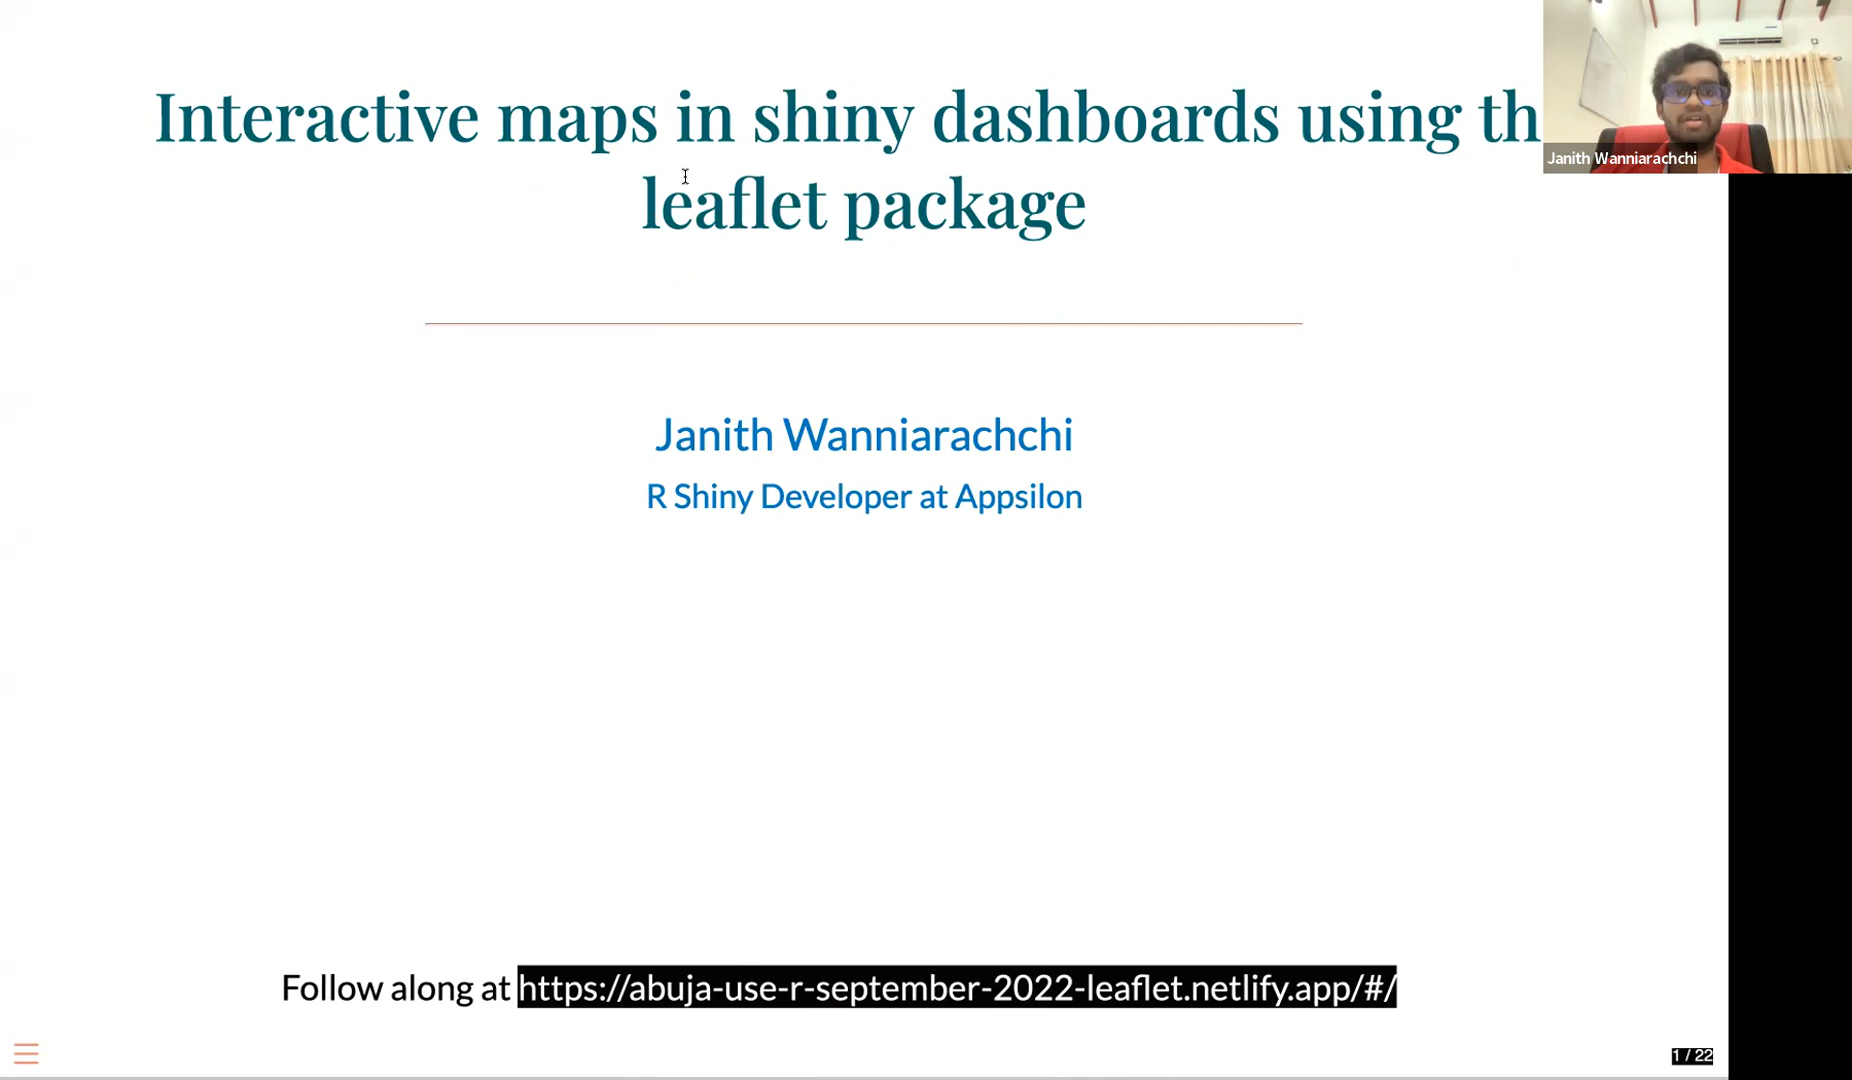 Interactive maps in shiny dashboards using th
leaflet package
Janith Wanniarachchi
Janith Wanniarachchi
R Shiny Developer at Appsilon
Follow along at https://abuja-use-r-september-2022-leaflet.netlify.app/#/
1 / 22